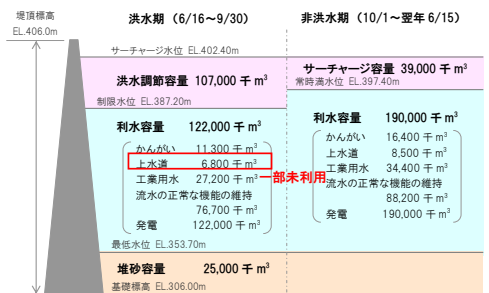 堤頂標高
EL.406.0m
洪水期（6/16～9/30）
サーチャージ水位 EL.402.40m
洪水調節容量 107,000 千 m³
制限水位 EL.387.20m
利水容量 122,000 千 m³
かんがい 11,300 千 m³
上水道 6,800 千 m³
工業用水 27,200 千 m³
一部未利用
流水の正常な機能の維持
76,700 千 m³
発電 122,000 千 m³
最低水位 EL.353.70m
堆砂容量 25,000 千 m³
基礎標高 EL.306.00m
非洪水期（10/1～翌年 6/15）
サーチャージ容量 39,000 千 m³
常時満水位 EL.397.40m
利水容量 190,000 千 m³
かんがい 16,400 千 m³
上水道 8,500 千 m³
工業用水 34,400 千 m³
流水の正常な機能の維持
88,200 千 m³
発電 190,000 千 m³